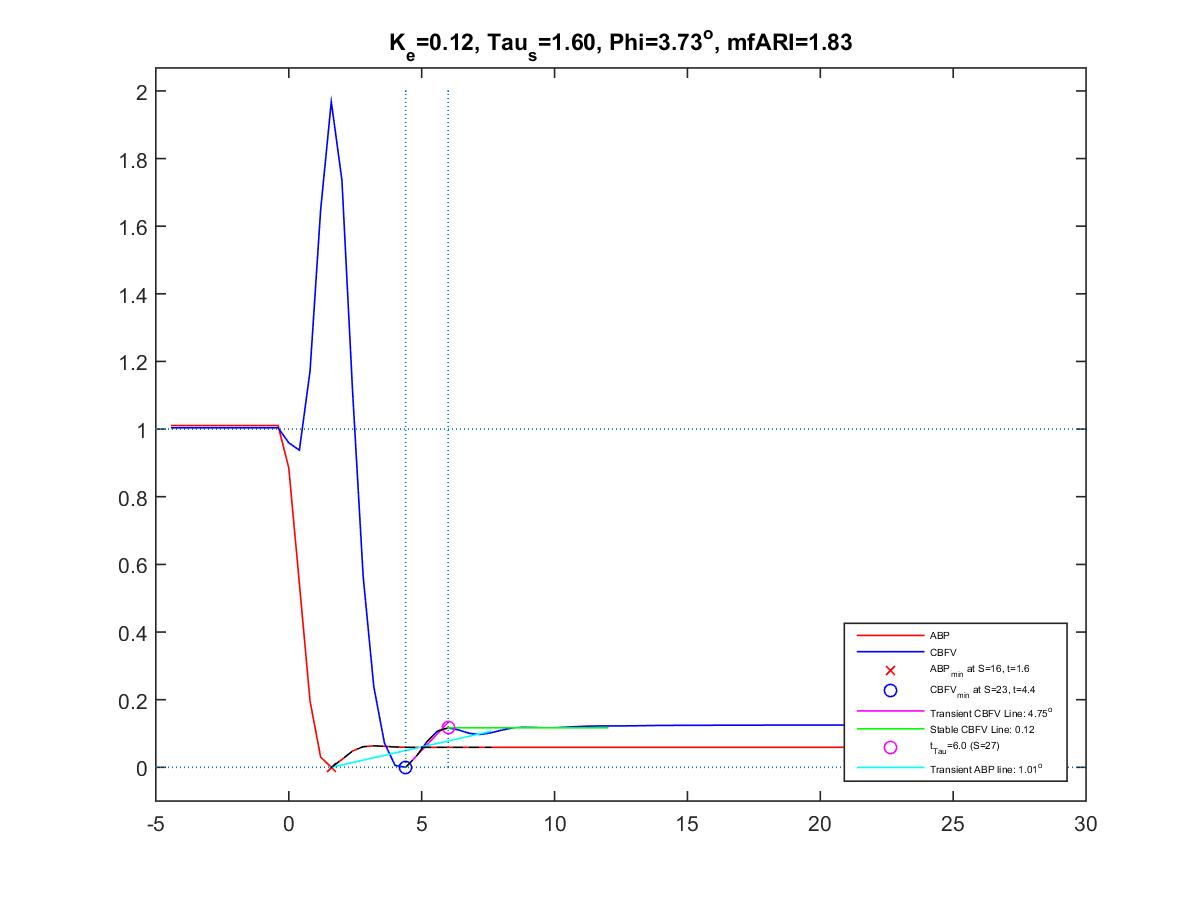 Ke=0.12, Taus=1.60, Phi=3.73o, mfARI=1.83
2
1.8
1.6
1.4
1.2
1
0.8
0.6
0.4
0.2
0
-5 0 5 10 15 20 25 30
ABP
CBFV
ABPmin at S=16, t=1.6
CBFVmin at S=23, t=4.4
Transient CBFV Line: 4.75o
Stable CBFV Line: 0.12
tTau=6.0 (S=27)
Transient ABP line: 1.01o